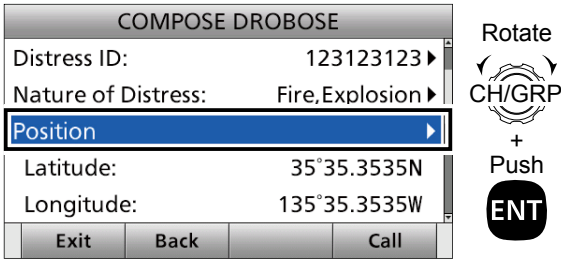 COMPOSE DROBOSE
Distress ID: 123123123
Nature of Distress: Fire,Explosion
Position
Latitude: 35°35.3535N
Longitude: 135°35.3535W
Exit Back Call
Rotate
CH/GRP
+
Push
ENT